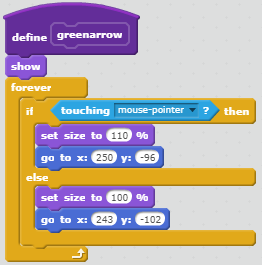 define greenarrow
show
forever
if touching mouse-pointer ? then
set size to 110 %
go to x: 250 y: -96
else
set size to 100 %
go to x: 243 y: -102